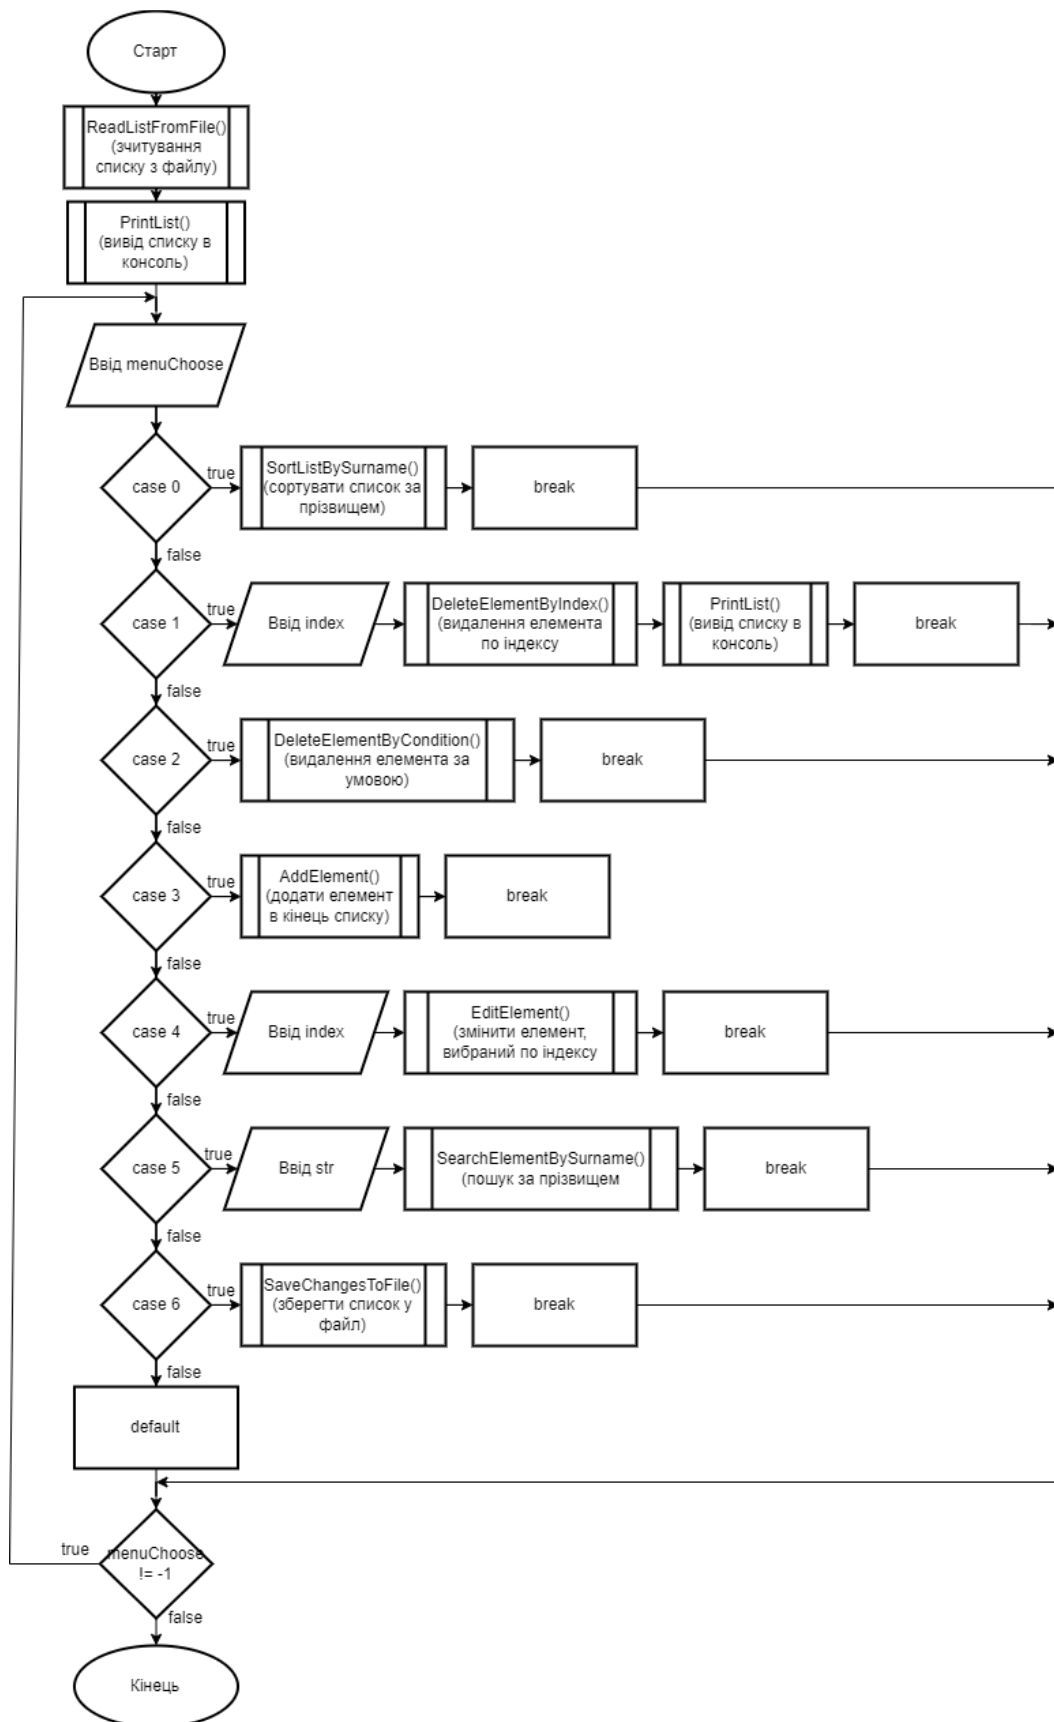 Старт
ReadListFromFile()
(зчитування
списку з файлу)
PrintList()
(вивід списку в
консоль)
Ввід menuChoose
case 0
true
SortListBySurname()
(сортувати список за
прізвищем)
break
false
case 1
true
Ввід index
DeleteElementByIndex()
(видалення елемента
по індексу
PrintList()
(вивід списку в
консоль)
break
false
case 2
true
DeleteElementByCondition()
(видалення елемента за
умовою)
break
false
case 3
true
AddElement()
(додати елемент
в кінець списку)
break
false
case 4
true
Ввід index
EditElement()
(змінити елемент,
вибраний по індексу
break
false
case 5
true
Ввід str
SearchElementBySurname()
(пошук за прізвищем
break
false
case 6
true
SaveChangesToFile()
(зберегти список у
файл)
break
false
default
true
menuChoose
!= -1
false
Кінець